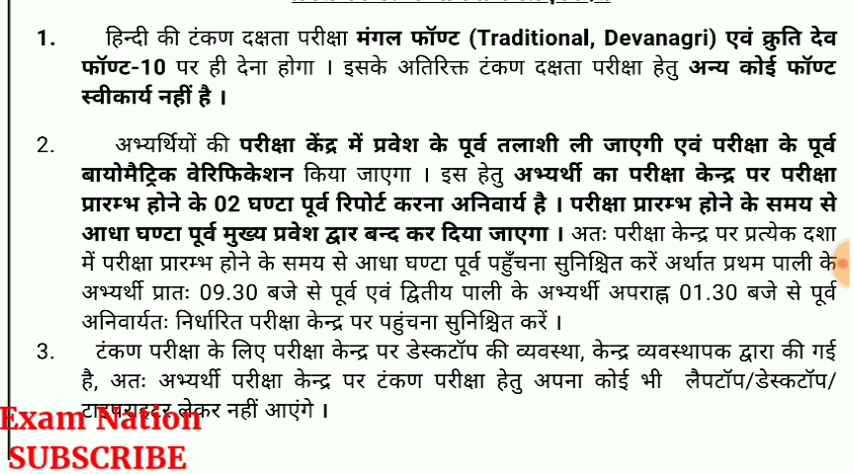 1. हिन्दी की टंकण दक्षता परीक्षा मंगल फॉण्ट (Traditional, Devanagri) एवं क्रुति देव
फॉण्ट-10 पर ही देना होगा । इसके अतिरिक्त टंकण दक्षता परीक्षा हेतु अन्य कोई फॉण्ट
स्वीकार्य नहीं है ।
2. अभ्यर्थियों की परीक्षा केंद्र में प्रवेश के पूर्व तलाशी ली जाएगी एवं परीक्षा के पूर्व
बायोमैट्रिक वेरिफिकेशन किया जाएगा । इस हेतु अभ्यर्थी का परीक्षा केन्द्र पर परीक्षा
प्रारम्भ होने के 02 घण्टा पूर्व रिपोर्ट करना अनिवार्य है । परीक्षा प्रारम्भ होने के समय से
आधा घण्टा पूर्व मुख्य प्रवेश द्वार बन्द कर दिया जाएगा । अतः परीक्षा केन्द्र पर प्रत्येक दशा
में परीक्षा प्रारम्भ होने के समय से आधा घण्टा पूर्व पहुँचना सुनिश्चित करें अर्थात प्रथम पाली के
अभ्यर्थी प्रातः 09.30 बजे से पूर्व एवं द्वितीय पाली के अभ्यर्थी अपराह्न 01.30 बजे से पूर्व
अनिवार्यतः निर्धारित परीक्षा केन्द्र पर पहुंचना सुनिश्चित करें ।
3. टंकण परीक्षा के लिए परीक्षा केन्द्र पर डेस्कटॉप की व्यवस्था, केन्द्र व्यवस्थापक द्वारा की गई
है, अतः अभ्यर्थी परीक्षा केन्द्र पर टंकण परीक्षा हेतु अपना कोई भी लैपटॉप/डेस्कटॉप/
टाइपराइटर लेकर नहीं आएंगे ।
Exam Nation
SUBSCRIBE